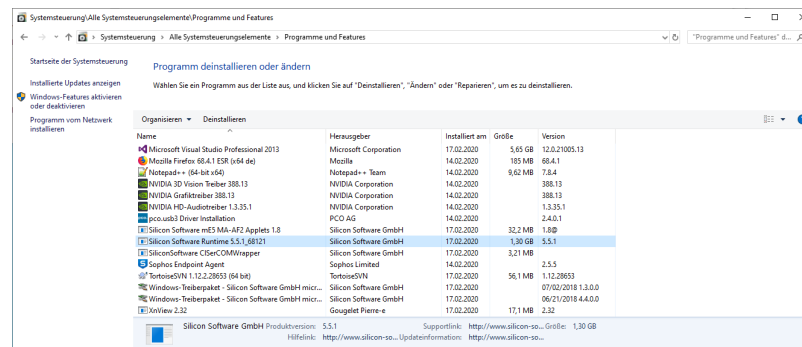 Systemsteuerung\Alle Systemsteuerungselemente\Programme und Features
Systemsteuerung › Alle Systemsteuerungselemente › Programme und Features
"Programme und Features" d...
Startseite der Systemsteuerung
Installierte Updates anzeigen
Windows-Features aktivieren
oder deaktivieren
Programm vom Netzwerk
installieren
Programm deinstallieren oder ändern
Wählen Sie ein Programm aus der Liste aus, und klicken Sie auf "Deinstallieren", "Ändern" oder "Reparieren", um es zu deinstallieren.
Organisieren Deinstallieren
Name Herausgeber Installiert am Größe Version
Microsoft Visual Studio Professional 2013 Microsoft Corporation 17.02.2020 5,65 GB 12.0.21005.13
Mozilla Firefox 68.4.1 ESR (x64 de) Mozilla 14.02.2020 185 MB 68.4.1
Notepad++ (64-bit x64) Notepad++ Team 14.02.2020 9,62 MB 7.8.4
NVIDIA 3D Vision Treiber 388.13 NVIDIA Corporation 14.02.2020 388.13
NVIDIA Grafiktreiber 388.13 NVIDIA Corporation 14.02.2020 388.13
NVIDIA HD-Audiotreiber 1.3.35.1 NVIDIA Corporation 14.02.2020 1.3.35.1
pco.usb3 Driver Installation PCO AG 14.02.2020 2.4.0.1
Silicon Software mE5 MA-AF2 Applets 1.8 Silicon Software GmbH 17.02.2020 32,2 MB 1.8@
Silicon Software Runtime 5.5.1_68121 Silicon Software GmbH 17.02.2020 1,30 GB 5.5.1
SiliconSoftware ClSerCOMWrapper Silicon Software GmbH 17.02.2020 3,21 MB
Sophos Endpoint Agent Sophos Limited 14.02.2020 2.5.5
TortoiseSVN 1.12.2.28653 (64 bit) TortoiseSVN 17.02.2020 56,1 MB 1.12.28653
Windows-Treiberpaket - Silicon Software GmbH micr... Silicon Software GmbH 17.02.2020 07/02/2018 1.3.0.0
Windows-Treiberpaket - Silicon Software GmbH micr... Silicon Software GmbH 17.02.2020 06/21/2018 4.4.0.0
XnView 2.32 Gougelet Pierre-e 17.02.2020 17,1 MB 2.32
Silicon Software GmbH Produktversion: 5.5.1 Supportlink: http://www.silicon-so... Größe: 1,30 GB
Hilfelink: http://www.silicon-so... Updateinformation: http://www.silicon-so...